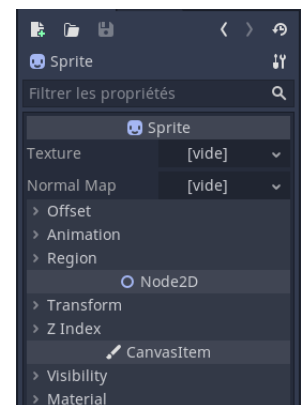 Sprite
Filtrer les propriétés
Sprite
Texture [vide]
Normal Map [vide]
Offset
Animation
Region
Node2D
Transform
Z Index
CanvasItem
Visibility
Material